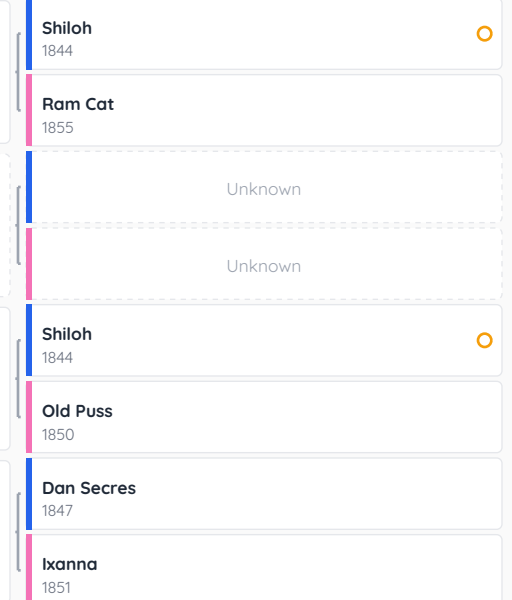 Shiloh
1844
Ram Cat
1855
Unknown
Unknown
Shiloh
1844
Old Puss
1850
Dan Secres
1847
Ixanna
1851